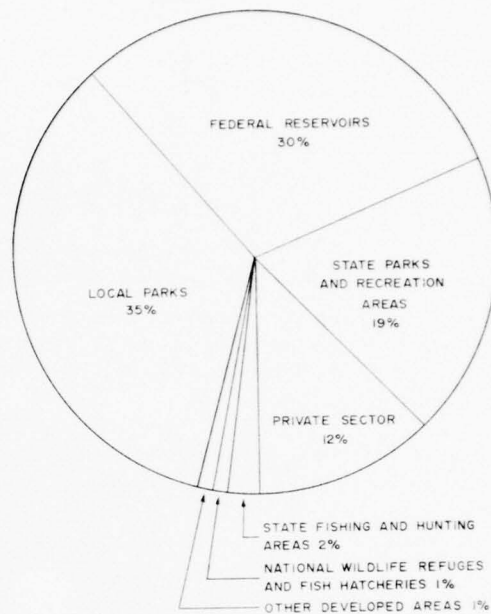 FEDERAL RESERVOIRS
30%
STATE PARKS
AND RECREATION
AREAS
19%
LOCAL PARKS
35%
PRIVATE SECTOR
12%
STATE FISHING AND HUNTING
AREAS 2%
NATIONAL WILDLIFE REFUGES
AND FISH HATCHERIES 1%
OTHER DEVELOPED AREAS 1%